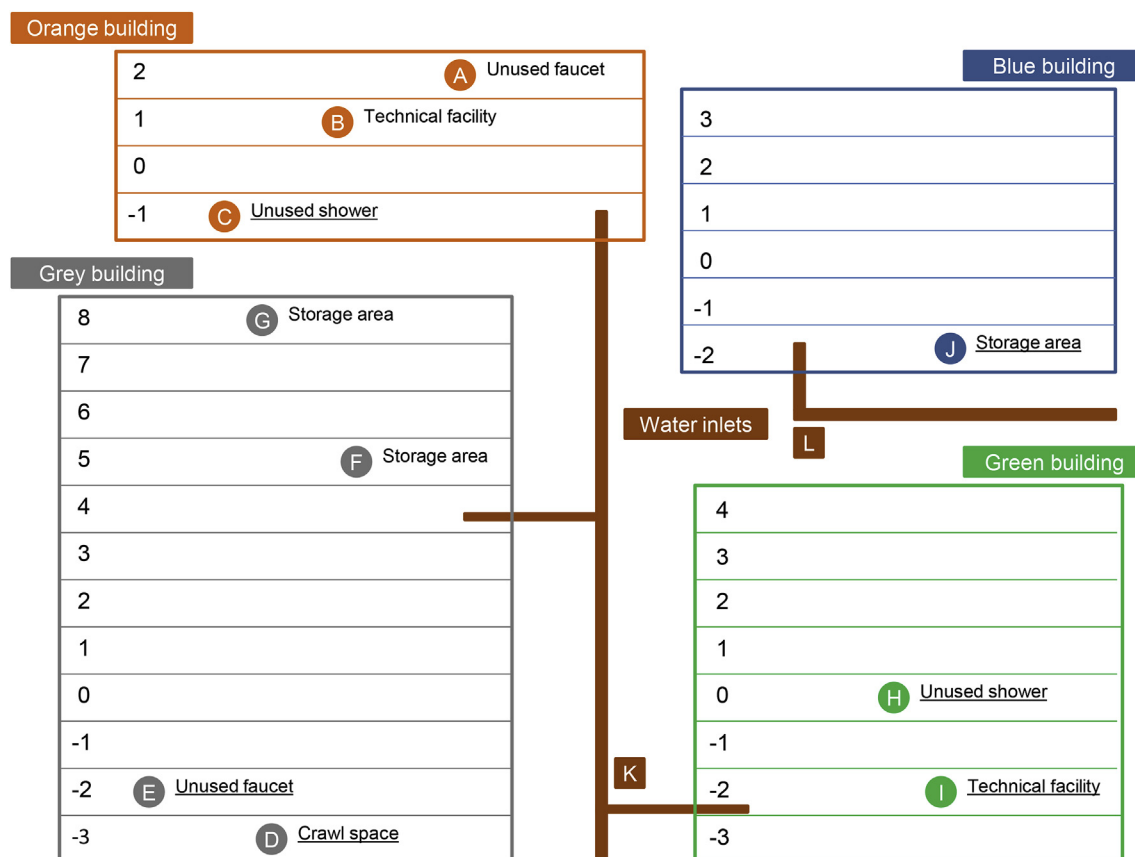 Orange building
2
A Unused faucet
1
B Technical facility
0
-1
C Unused shower
Blue building
3
2
1
0
-1
-2
J Storage area
Grey building
8
G Storage area
7
6
5
F Storage area
4
3
2
1
0
-1
-2
E Unused faucet
-3
D Crawl space
Water inlets
L
K
Green building
4
3
2
1
0
H Unused shower
-1
-2
I Technical facility
-3